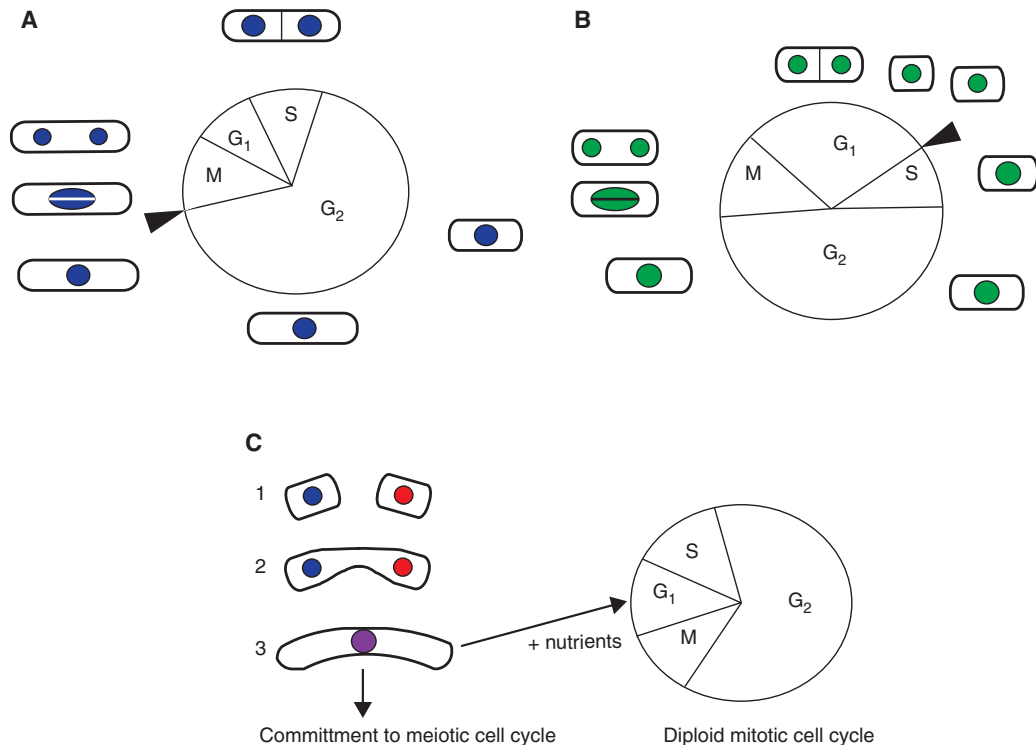 A
S
G₁
M
G₂
B
G₁
M
S
G₂
C
1
2
3
+ nutrients
Committment to meiotic cell cycle
S
G₁
G₂
M
Diploid mitotic cell cycle